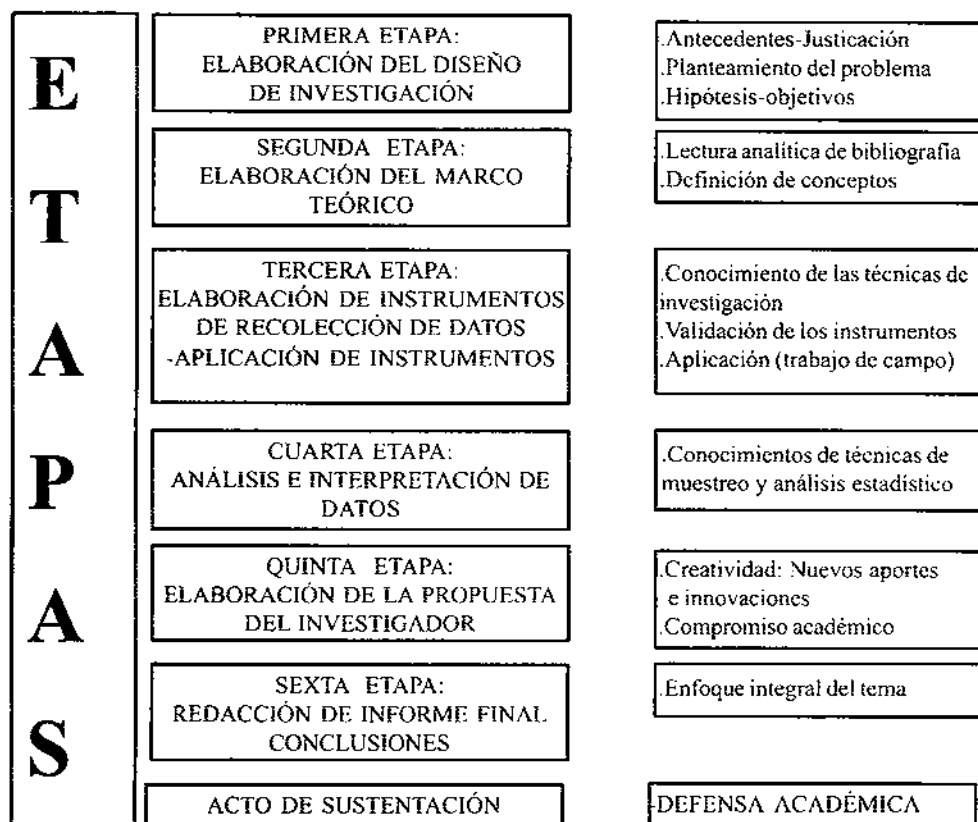 E
T
A
P
A
S
PRIMERA ETAPA:
ELABORACIÓN DEL DISEÑO
DE INVESTIGACIÓN
.Antecedentes-Justicación
.Planteamiento del problema
.Hipótesis-objetivos
SEGUNDA ETAPA:
ELABORACIÓN DEL MARCO
TEÓRICO
.Lectura analítica de bibliografía
.Definición de conceptos
TERCERA ETAPA:
ELABORACIÓN DE INSTRUMENTOS
DE RECOLECCIÓN DE DATOS
-APLICACIÓN DE INSTRUMENTOS
.Conocimiento de las técnicas de
investigación
.Validación de los instrumentos
.Aplicación (trabajo de campo)
CUARTA ETAPA:
ANÁLISIS E INTERPRETACIÓN DE
DATOS
.Conocimientos de técnicas de
muestreo y análisis estadístico
QUINTA ETAPA:
ELABORACIÓN DE LA PROPUESTA
DEL INVESTIGADOR
.Creatividad: Nuevos aportes
e innovaciones
.Compromiso académico
SEXTA ETAPA:
REDACCIÓN DE INFORME FINAL
CONCLUSIONES
.Enfoque integral del tema
ACTO DE SUSTENTACIÓN
-DEFENSA ACADÉMICA